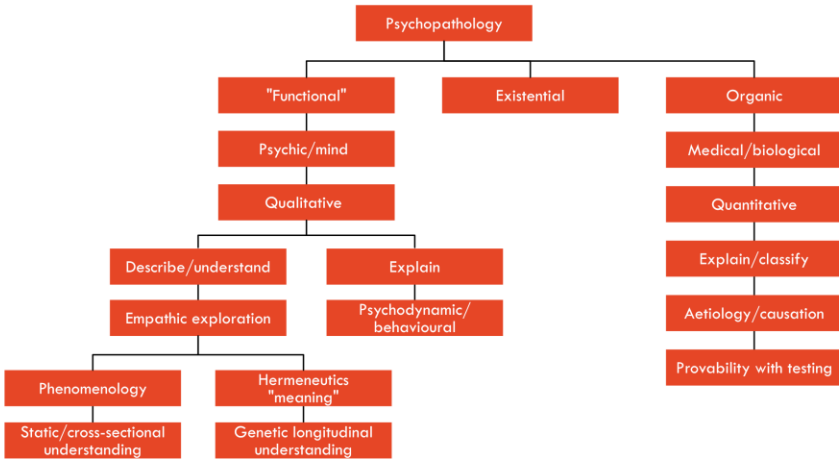 Psychopathology
"Functional"
Existential
Organic
Psychic/mind
Medical/biological
Qualitative
Quantitative
Describe/understand
Explain
Explain/classify
Empathic exploration
Psychodynamic/
behavioural
Aetiology/causation
Provability with testing
Phenomenology
Hermeneutics
"meaning"
Static/cross-sectional
understanding
Genetic longitudinal
understanding